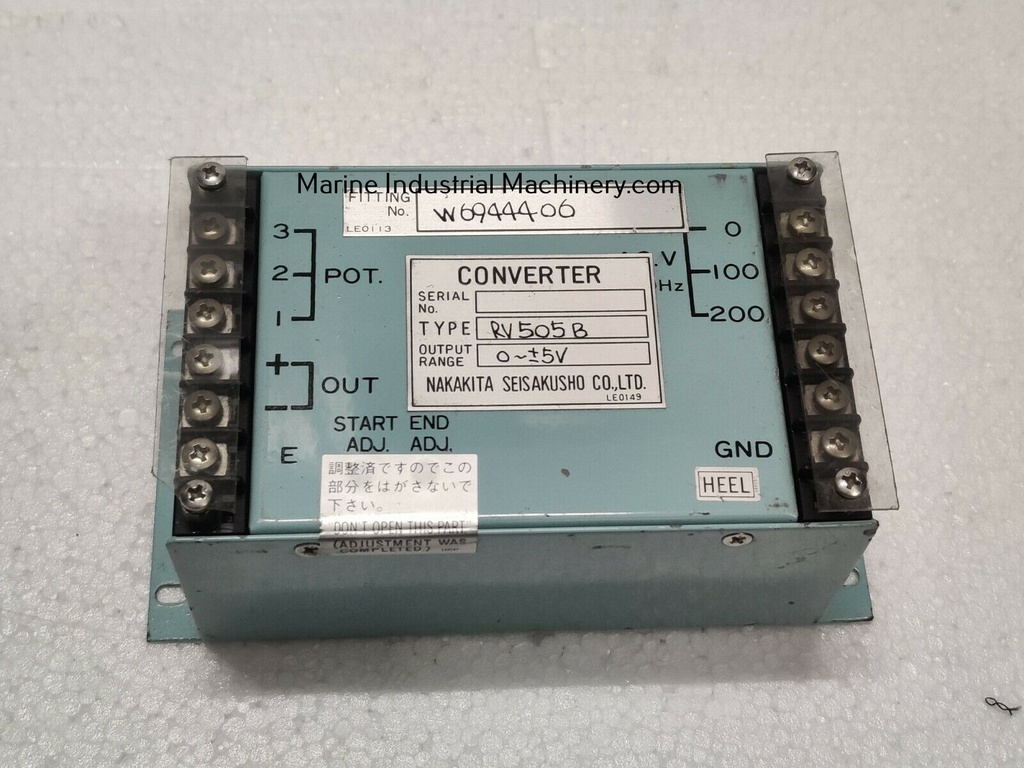 Marine Industrial Machinery.com
FITTING
No.
W6944406
LE0113
3
2
1
POT.
+
-
OUT
E
START ADJ.
END ADJ.
0
100
200
V
Hz
CONVERTER
SERIAL No.
TYPE RV505B
OUTPUT RANGE 0~±5V
NAKAKITA SEISAKUSHO CO.,LTD.
LE0149
GND
HEEL
調整済ですのでこの
部分をはがさないで
下さい。
DON'T OPEN THIS PART
(ADJUSTMENT WAS
COMPLETED)